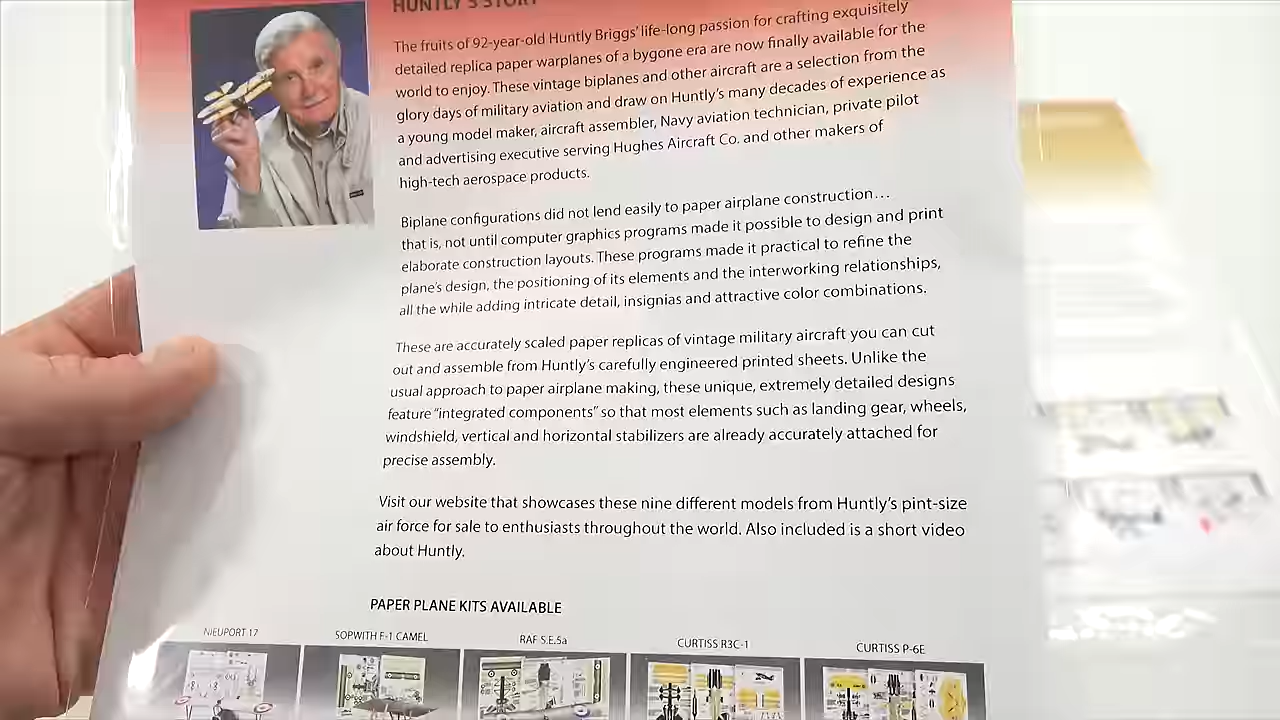 HUNTLY'S STORY
The fruits of 92-year-old Huntly Briggs' life-long passion for crafting exquisitely
detailed replica paper warplanes of a bygone era are now finally available for the
world to enjoy. These vintage biplanes and other aircraft are a selection from the
glory days of military aviation and draw on Huntly's many decades of experience as
a young model maker, aircraft assembler, Navy aviation technician, private pilot
and advertising executive serving Hughes Aircraft Co. and other makers of
high-tech aerospace products.
Biplane configurations did not lend easily to paper airplane construction…
that is, not until computer graphics programs made it possible to design and print
elaborate construction layouts. These programs made it practical to refine the
plane's design, the positioning of its elements and the interworking relationships,
all the while adding intricate detail, insignias and attractive color combinations.
These are accurately scaled paper replicas of vintage military aircraft you can cut
out and assemble from Huntly's carefully engineered printed sheets. Unlike the
usual approach to paper airplane making, these unique, extremely detailed designs
feature "integrated components" so that most elements such as landing gear, wheels,
windshield, vertical and horizontal stabilizers are already accurately attached for
precise assembly.
Visit our website that showcases these nine different models from Huntly's pint-size
air force for sale to enthusiasts throughout the world. Also included is a short video
about Huntly.
PAPER PLANE KITS AVAILABLE
NIEUPORT 17 SOPWITH F-1 CAMEL RAF S.E.5a CURTISS R3C-1 CURTISS P-6E